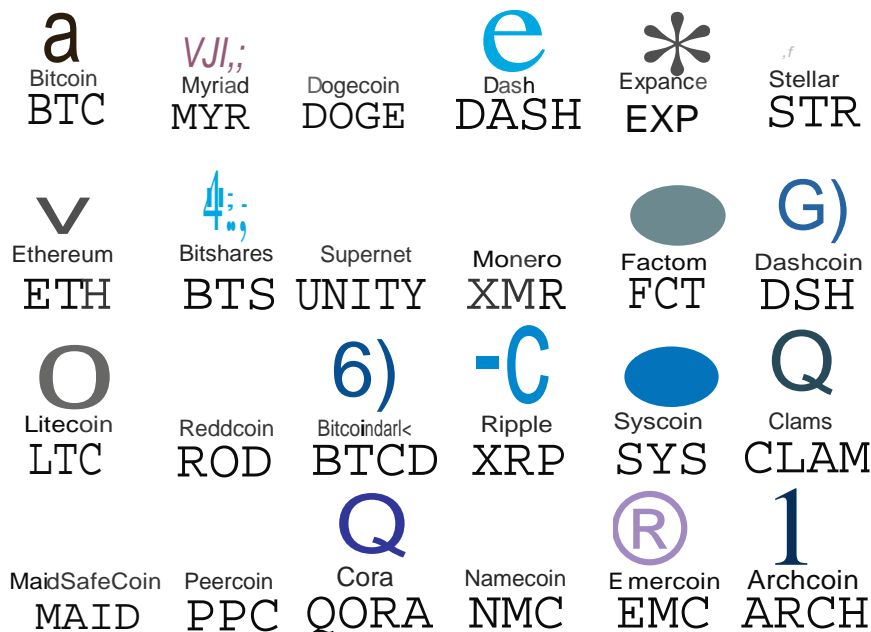 a VJI,; e * ,f
Bitcoin Myriad Dogecoin Dash Expance Stellar
BTC MYR DOGE DASH EXP STR
v 4;.. ; G)
Ethereum Bitshares Supernet Monero Factom Dashcoin
ETH BTS UNITY XMR FCT DSH
O 6) -C Q
Litecoin Reddcoin Bitcoindarl< Ripple Syscoin Clams
LTC ROD BTCD XRP SYS CLAM
Q ® 1
MaidSafeCoin Peercoin Cora Namecoin Emercoin Archcoin
MAID PPC QORA NMC EMC ARCH